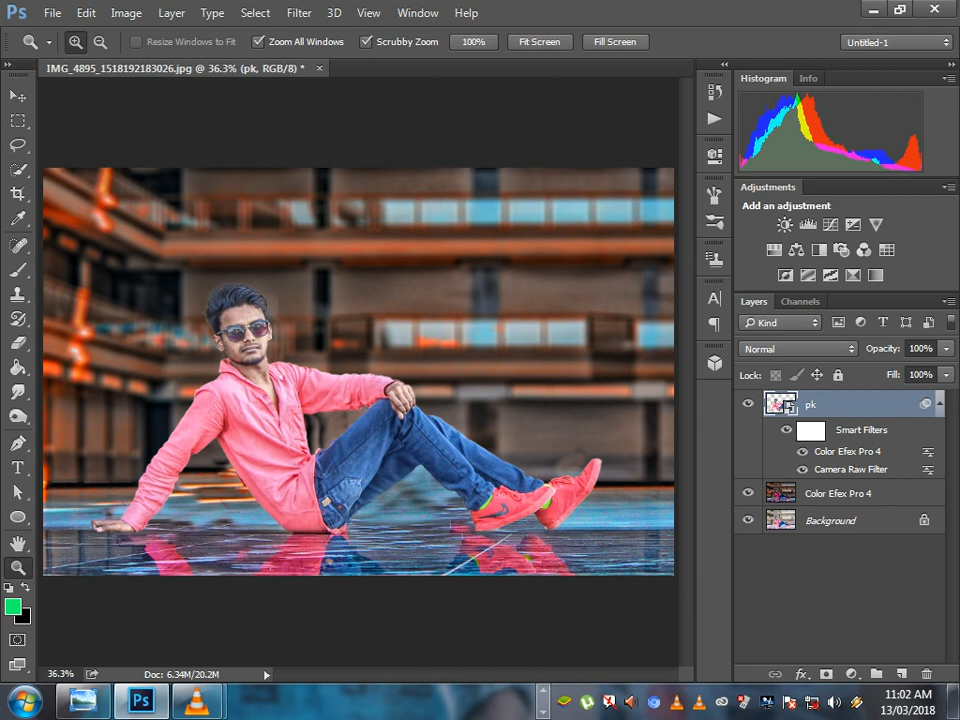 Ps File Edit Image Layer Type Select Filter 3D View Window Help
Resize Windows to Fit Zoom All Windows Scrubby Zoom 100% Fit Screen Fill Screen Untitled-1
IMG_4895_1518192183026.jpg @ 36.3% (pk, RGB/8) * ×
Histogram Info
Adjustments
Add an adjustment
Layers Channels
Kind T
Normal Opacity: 100%
Lock: Fill: 100%
pk
Smart Filters
Color Efex Pro 4
Camera Raw Filter
Color Efex Pro 4
Background
A
T
36.3% Doc: 6.34M/20.2M
fx
Ps
11:02 AM
13/03/2018